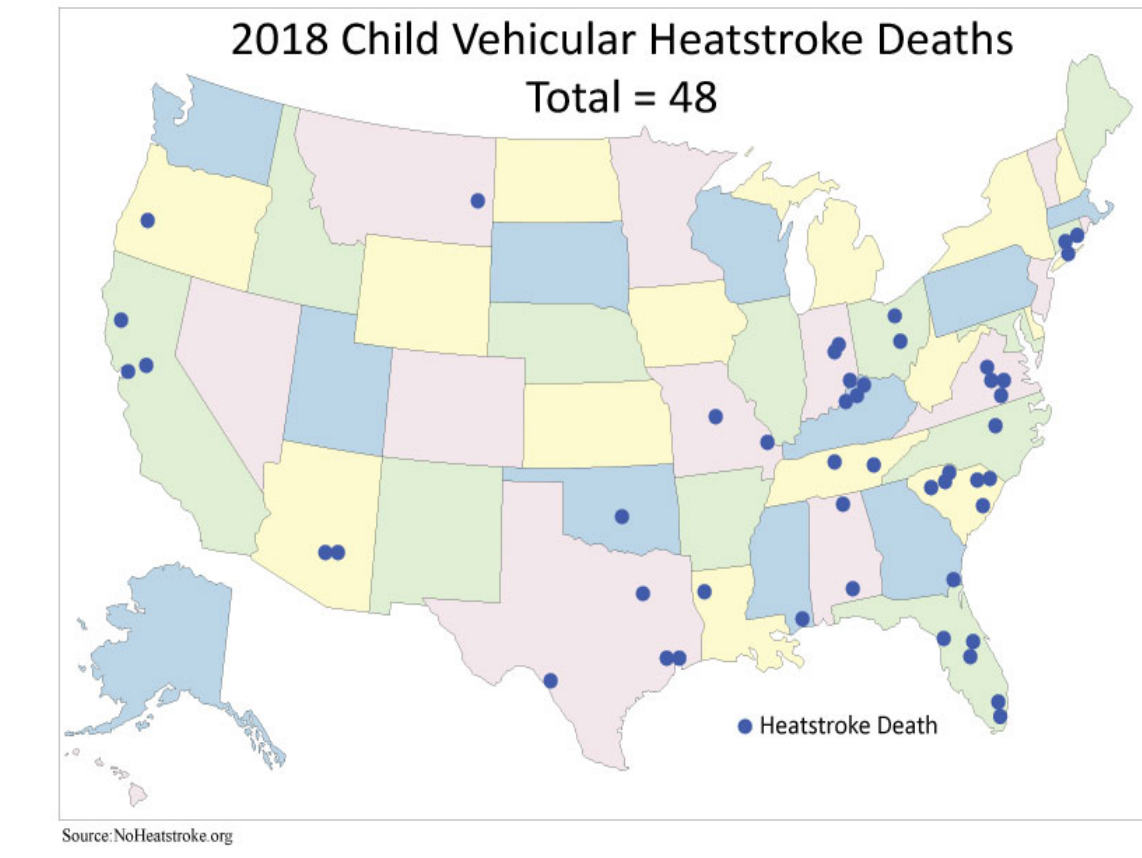 2018 Child Vehicular Heatstroke Deaths
Total = 48
Heatstroke Death
Source:NoHeatstroke.org